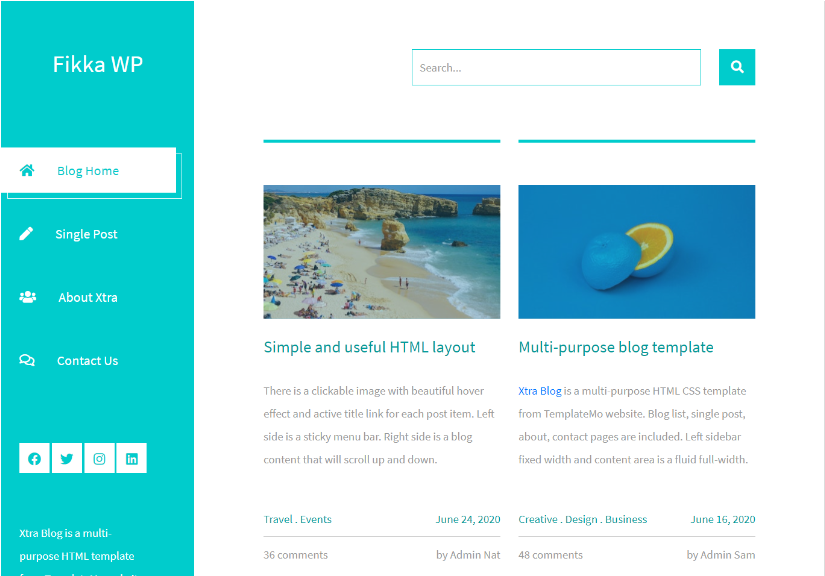 Fikka WP
Blog Home
Single Post
About Xtra
Contact Us
Xtra Blog is a multi-
purpose HTML template
Search...
Simple and useful HTML layout
There is a clickable image with beautiful hover
effect and active title link for each post item. Left
side is a sticky menu bar. Right side is a blog
content that will scroll up and down.
Travel . Events June 24, 2020
36 comments by Admin Nat
Multi-purpose blog template
Xtra Blog is a multi-purpose HTML CSS template
from TemplateMo website. Blog list, single post,
about, contact pages are included. Left sidebar
fixed width and content area is a fluid full-width.
Creative . Design . Business June 16, 2020
48 comments by Admin Sam